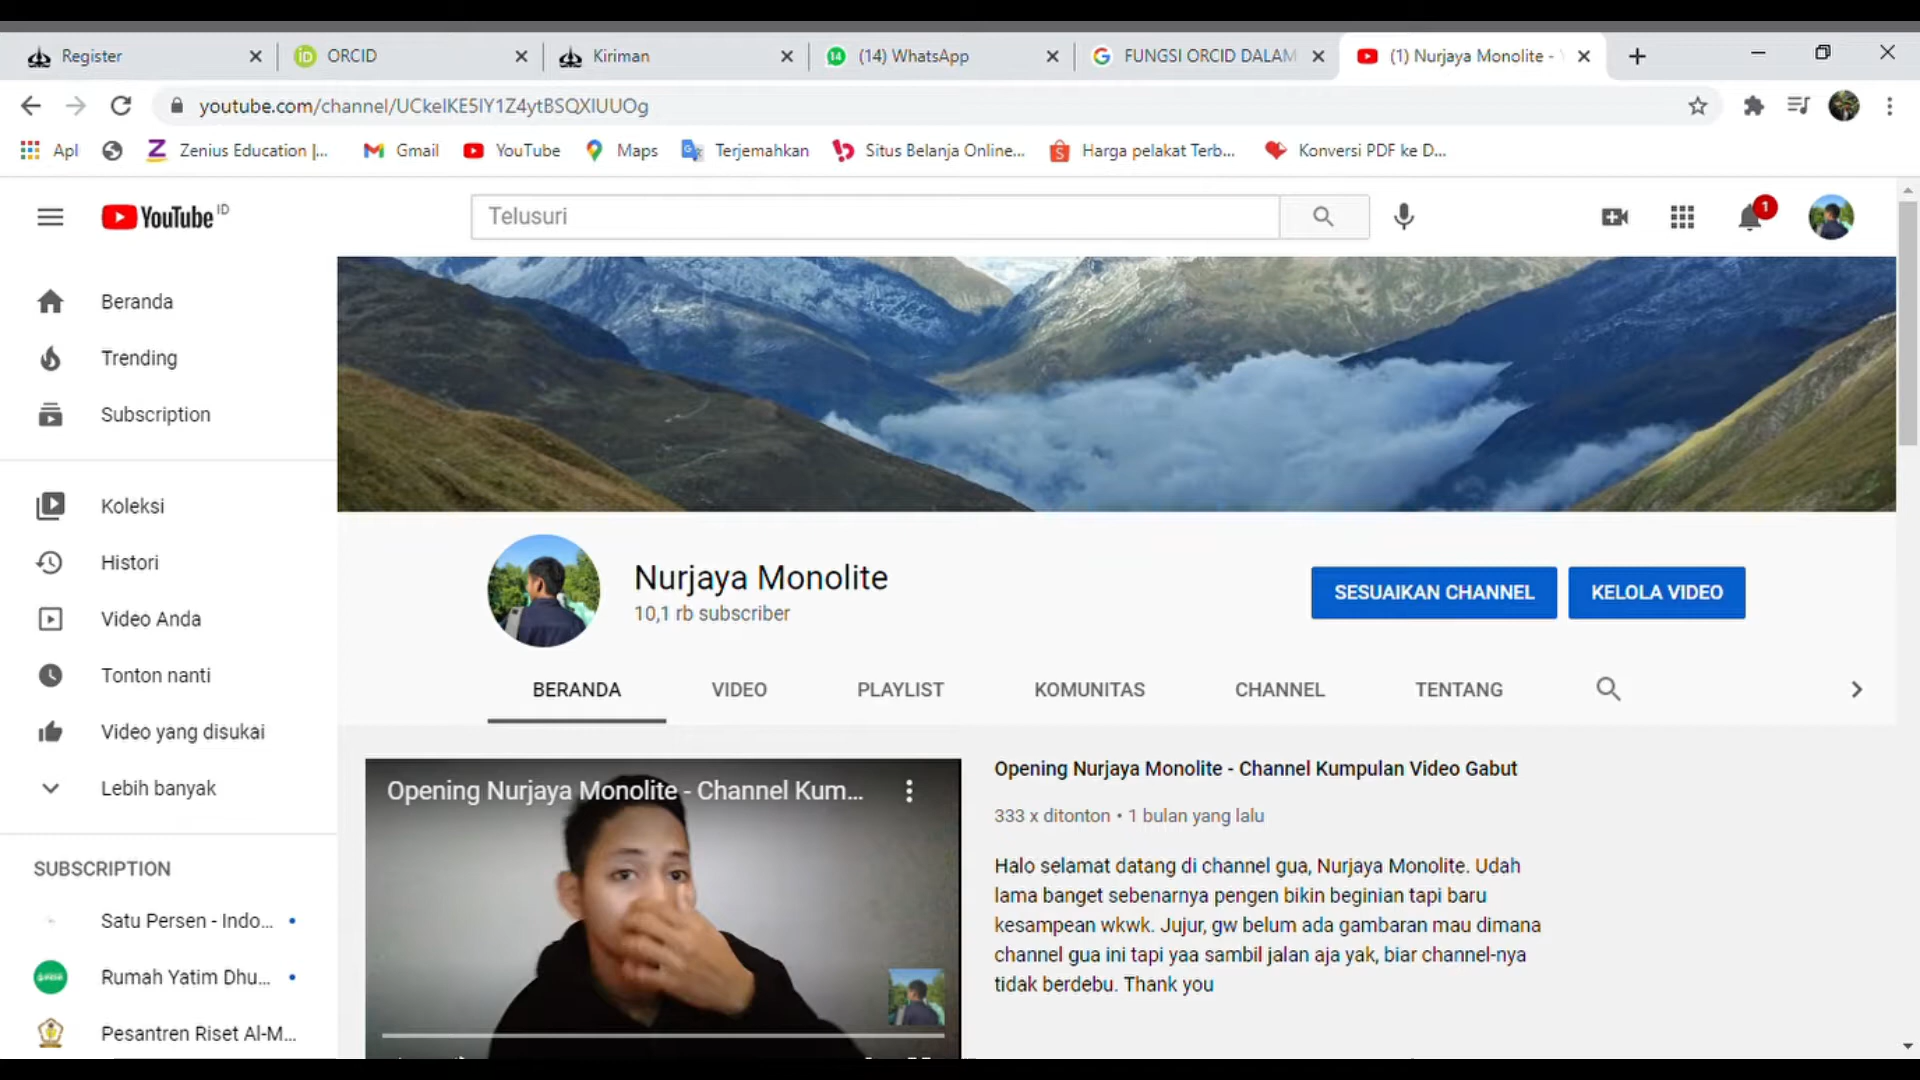 Register
ORCID
Kiriman
(14) WhatsApp
FUNGSI ORCID DALAM
(1) Nurjaya Monolite -
youtube.com/channel/
Apl
Zenius Education |...
Gmail
YouTube
Maps
Terjemahkan
Situs Belanja Online...
Harga pelakat Terb...
Konversi PDF ke D...
YouTube ID
Telusuri
1
Beranda
Trending
Subscription
Koleksi
Histori
Video Anda
Tonton nanti
Video yang disukai
Lebih banyak
SUBSCRIPTION
Satu Persen - Indo...
Rumah Yatim Dhu...
Pesantren Riset Al-M...
Nurjaya Monolite
10,1 rb subscriber
SESUAIKAN CHANNEL
KELOLA VIDEO
BERANDA
VIDEO
PLAYLIST
KOMUNITAS
CHANNEL
TENTANG
Opening Nurjaya Monolite - Channel Kum...
Opening Nurjaya Monolite - Channel Kumpulan Video Gabut
333 x ditonton • 1 bulan yang lalu
Halo selamat datang di channel gua, Nurjaya Monolite. Udah
lama banget sebenarnya pengen bikin beginian tapi baru
kesampean wkwk. Jujur, gw belum ada gambaran mau dimana
channel gua ini tapi yaa sambil jalan aja yak, biar channel-nya
tidak berdebu. Thank you